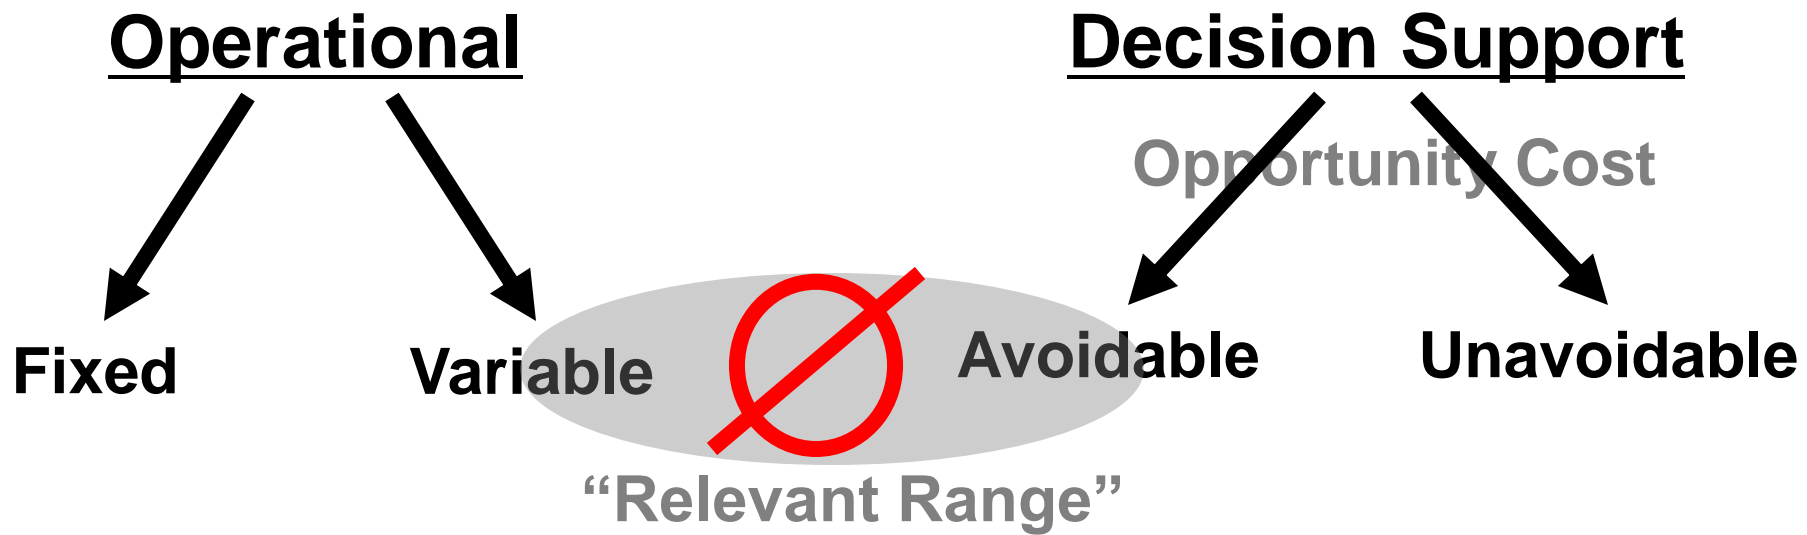 Operational
Decision Support
Opportunity Cost
Fixed
Variable
Avoidable
Unavoidable
“Relevant Range”